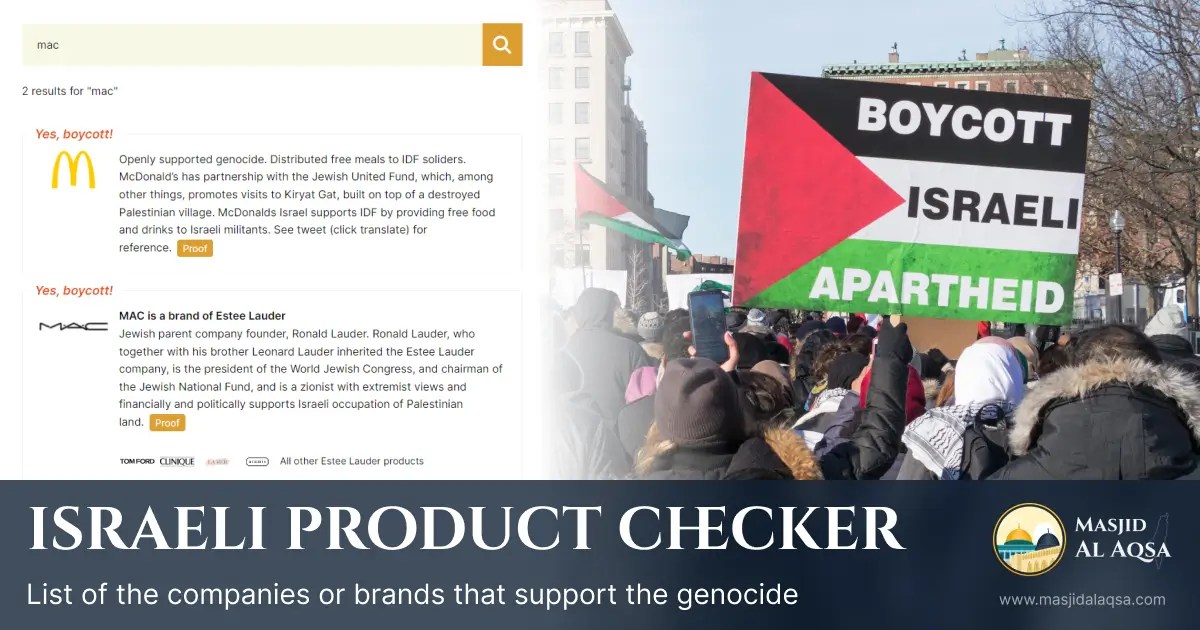 mac
2 results for "mac"
Yes, boycott!
Openly supported genocide. Distributed free meals to IDF soliders.
McDonald's has partnership with the Jewish United Fund, which, among
other things, promotes visits to Kiryat Gat, built on top of a destroyed
Palestinian village. McDonalds Israel supports IDF by providing free food
and drinks to Israeli militants. See tweet (click translate) for
reference. Proof
Yes, boycott!
MAC
MAC is a brand of Estee Lauder
Jewish parent company founder, Ronald Lauder. Ronald Lauder, who
together with his brother Leonard Lauder inherited the Estee Lauder
company, is the president of the World Jewish Congress, and chairman of
the Jewish National Fund, and is a zionist with extremist views and
financially and politically supports Israeli occupation of Palestinian
land. Proof
TOM FORD CLINIQUE All other Estee Lauder products
BOYCOTT
ISRAELI
APARTHEID
ISRAELI PRODUCT CHECKER
List of the companies or brands that support the genocide
MASJID
AL AQSA
www.masjidalaqsa.com